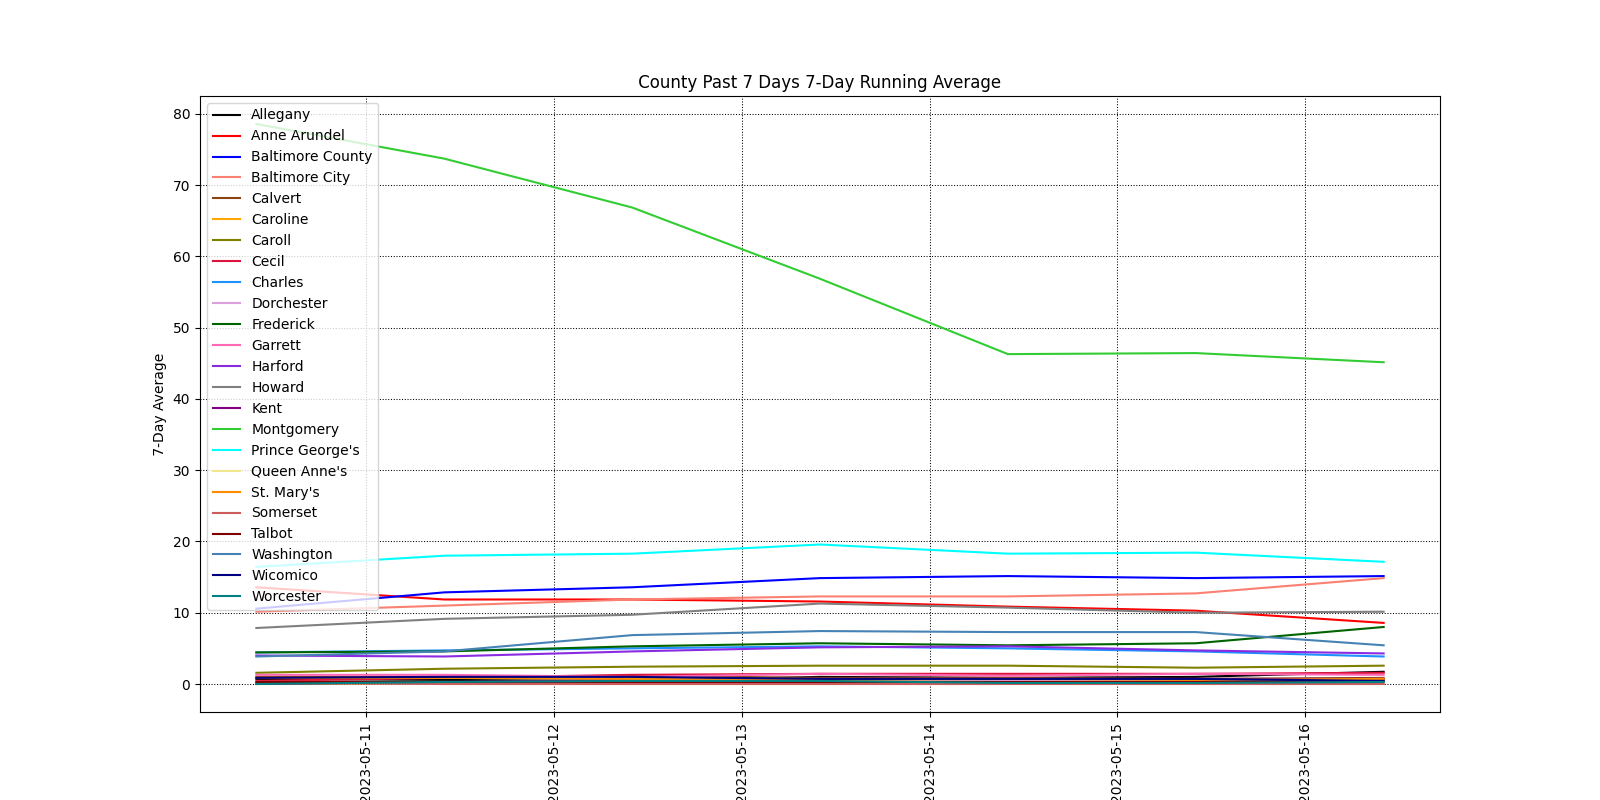 County Past 7 Days 7-Day Running Average
80
70
60
50
40
30
20
10
0
7-Day Average
Allegany
Anne Arundel
Baltimore County
Baltimore City
Calvert
Caroline
Caroll
Cecil
Charles
Dorchester
Frederick
Garrett
Harford
Howard
Kent
Montgomery
Prince George's
Queen Anne's
St. Mary's
Somerset
Talbot
Washington
Wicomico
Worcester
2023-05-11
2023-05-12
2023-05-13
2023-05-14
2023-05-15
2023-05-16